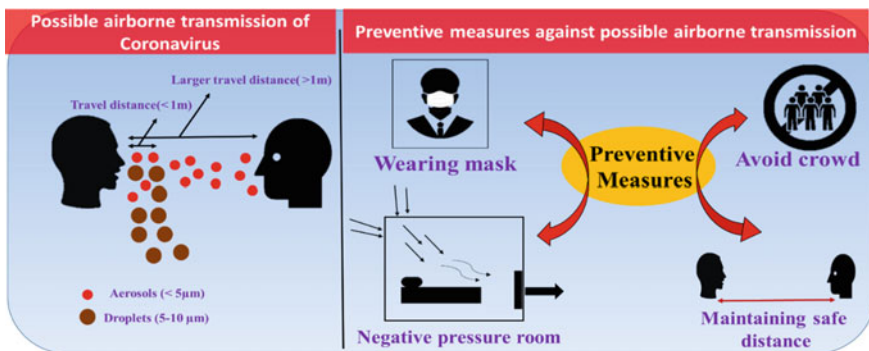 Possible airborne transmission of
Coronavirus
Larger travel distance(>1m)
Travel distance(<1m)
Aerosols (< 5μm)
Droplets (5-10 μm)
Preventive measures against possible airborne transmission
Wearing mask
Preventive
Measures
Avoid crowd
Negative pressure room
Maintaining safe
distance